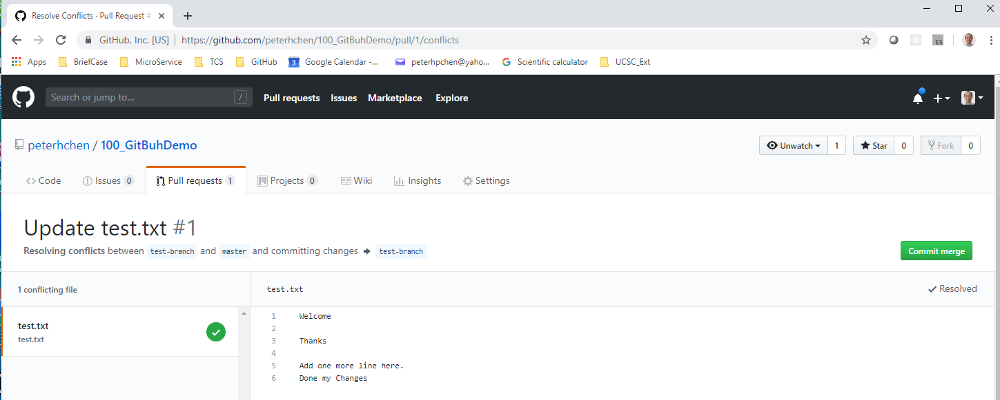 Resolve Conflicts · Pull Request #
GitHub, Inc. [US] https://github.com/peterhchen/100_GitBuhDemo/pull/1/conflicts
Apps BriefCase MicroService TCS GitHub 3 Google Calendar -... peterhpchen@yaho... Scientific calculator UCSC_Ext
ES
Search or jump to... / Pull requests Issues Marketplace Explore
peterhchen / 100_GitBuhDemo Unwatch 1 Star 0 Fork 0
Code Issues 0 Pull requests 1 Projects 0 Wiki Insights Settings
Update test.txt #1
Resolving conflicts between test-branch and master and committing changes test-branch Commit merge
1 conflicting file test.txt Resolved
test.txt
test.txt
1 Welcome
2
3 Thanks
4
5 Add one more line here.
6 Done my Changes